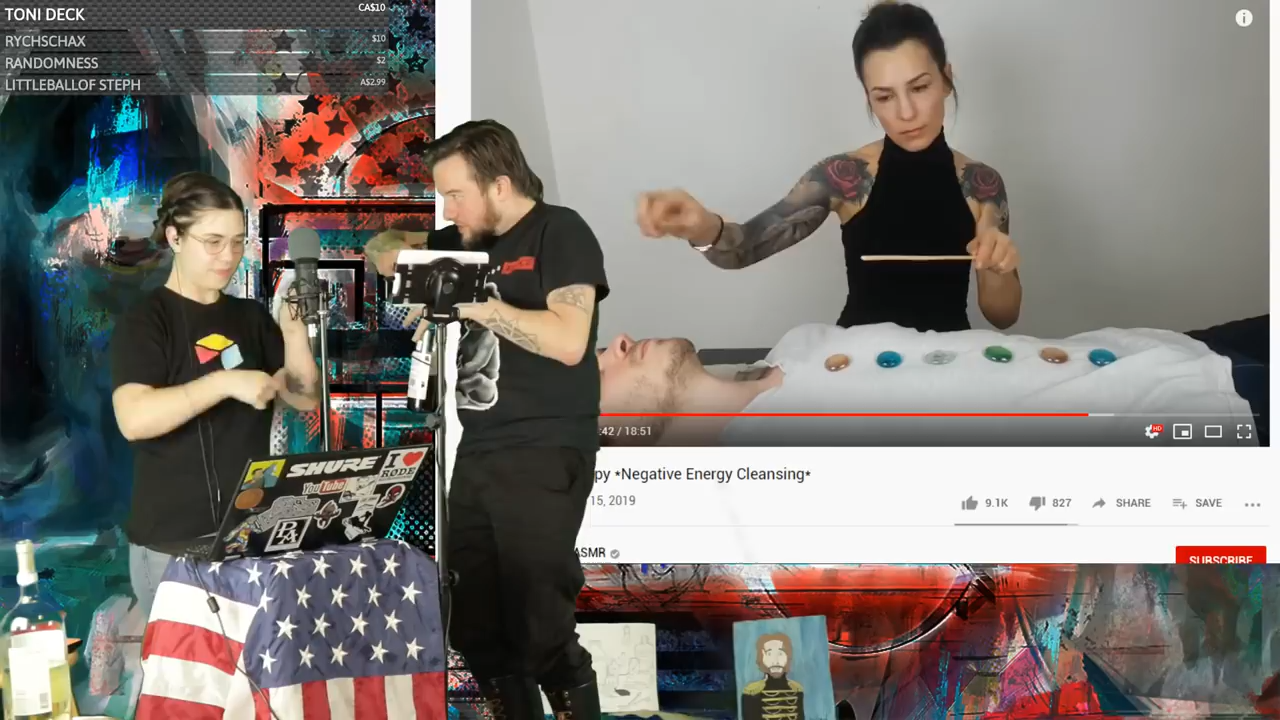 TONI DECK CA$10
RYCHSCHAX $10
RANDOMNESS $2
LITTLEBALLOF STEPH A$2.99
:42 / 18:51
HD
py *Negative Energy Cleansing*
15, 2019
9.1K 827 SHARE SAVE
ASMR
SUBSCRIBE
SHURE
I ♥ RODE
YouTube